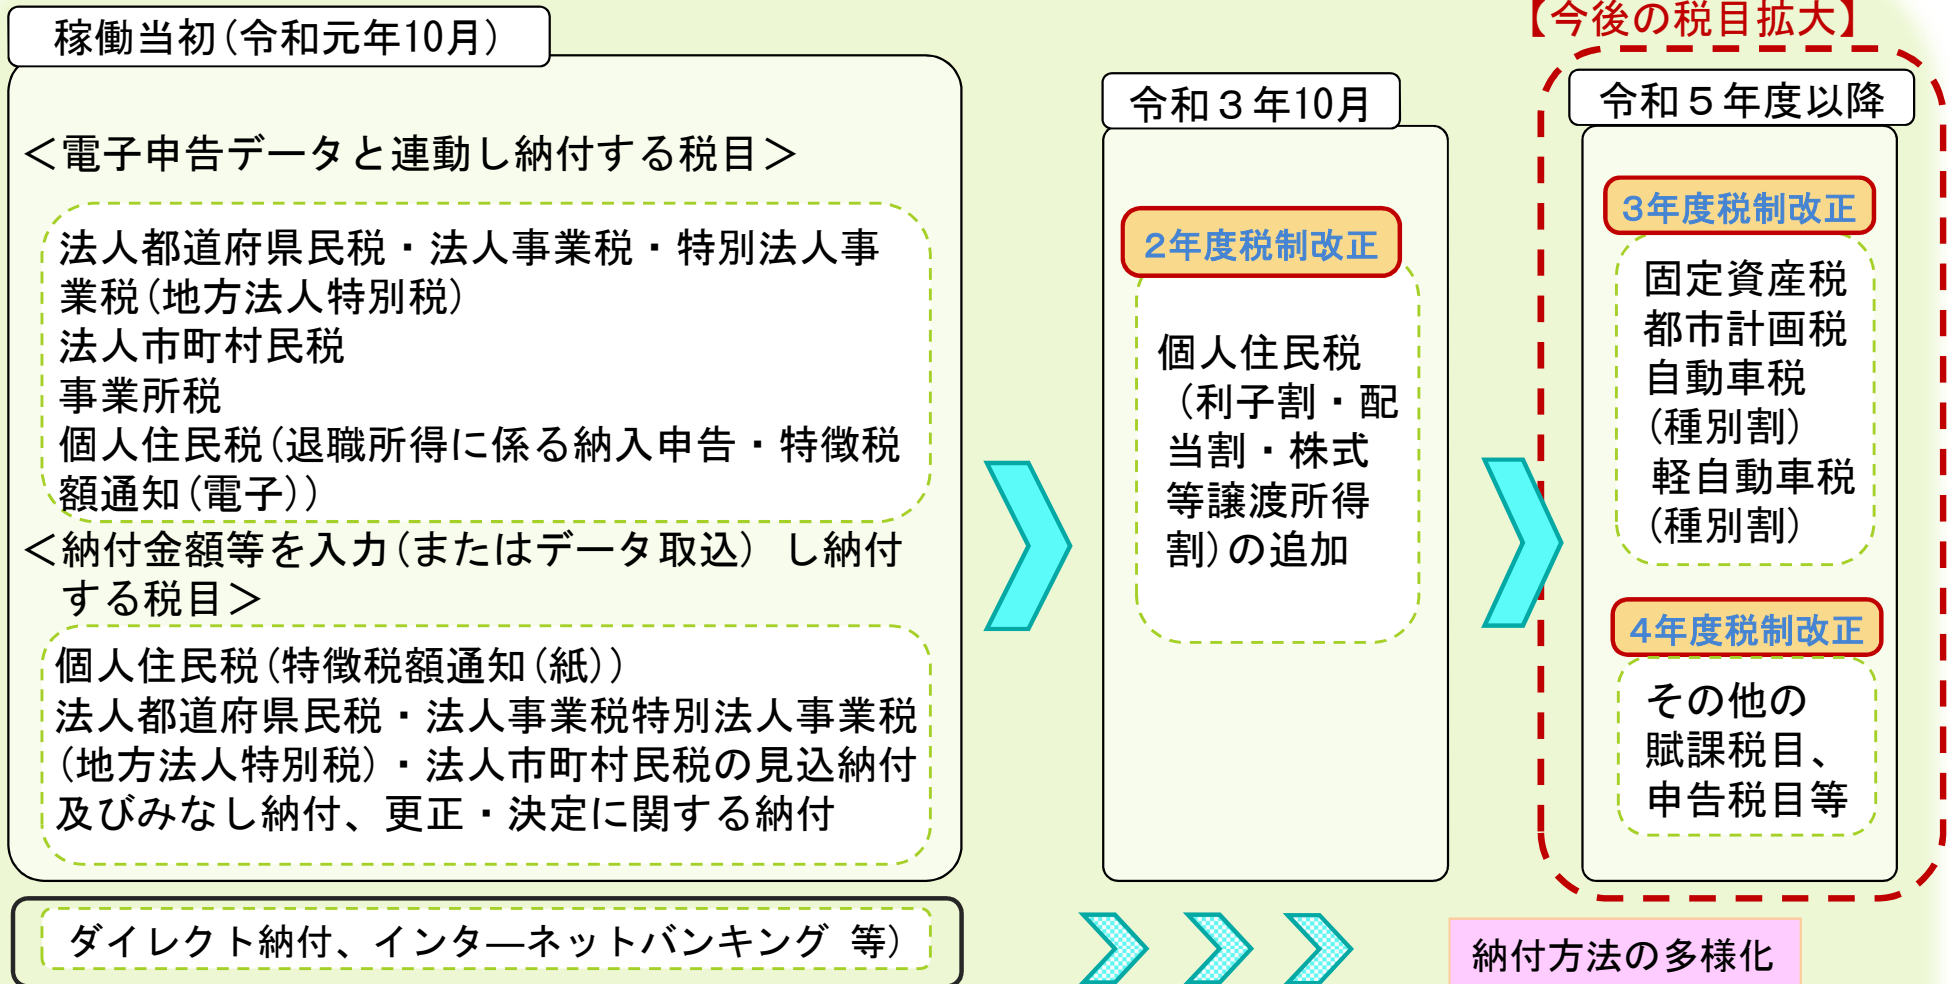 稼働当初(令和元年10月)
＜電子申告データと連動し納付する税目＞
法人都道府県民税・法人事業税・特別法人事
業税(地方法人特別税)
法人市町村民税
事業所税
個人住民税(退職所得に係る納入申告・特徴税
額通知(電子))
＜納付金額等を入力(またはデータ取込) し納付
する税目＞
個人住民税(特徴税額通知(紙))
法人都道府県民税・法人事業税特別法人事業税
(地方法人特別税)・法人市町村民税の見込納付
及びみなし納付、更正・決定に関する納付
ダイレクト納付、インタ―ネットバンキング 等)
令和３年10月
2年度税制改正
個人住民税
(利子割・配
当割・株式
等譲渡所得
割)の追加
【今後の税目拡大】
令和５年度以降
3年度税制改正
固定資産税
都市計画税
自動車税
(種別割)
軽自動車税
(種別割)
4年度税制改正
その他の
賦課税目、
申告税目等
納付方法の多様化